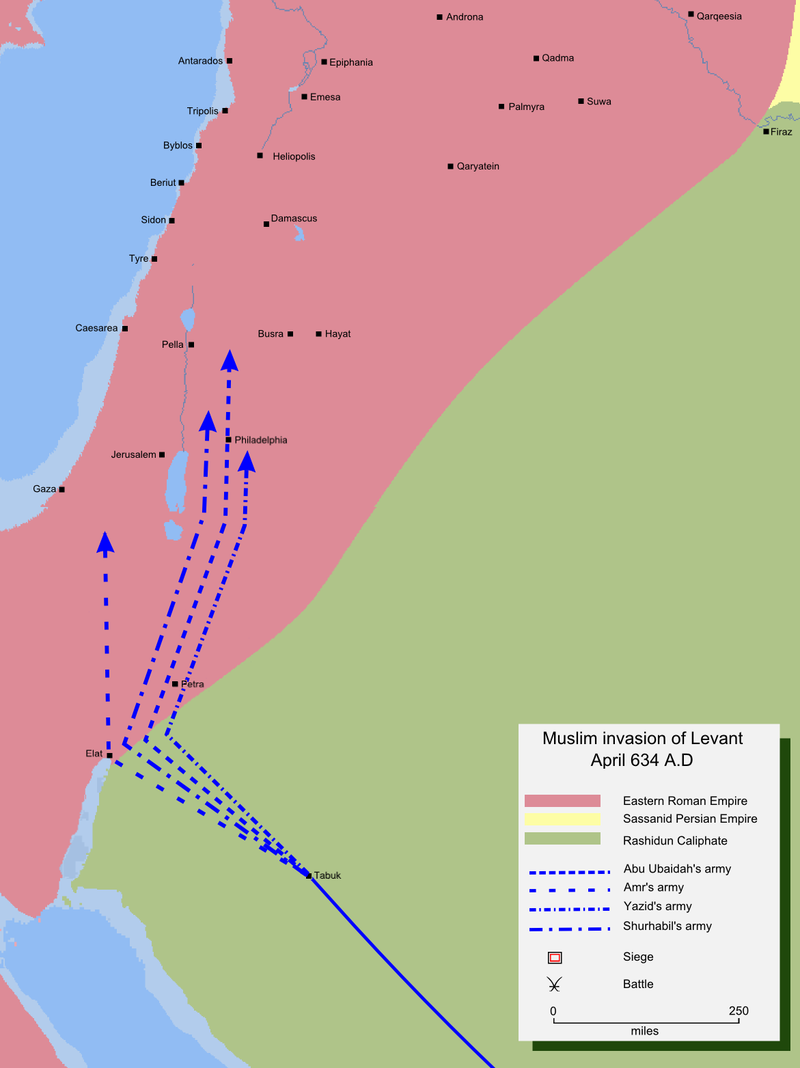 Androna
Qarqeesia
Antarados
Epiphania
Qadma
Emesa
Palmyra
Suwa
Tripolis
Firaz
Byblos
Heliopolis
Qaryatein
Beriut
Sidon
Damascus
Tyre
Caesarea
Busra
Hayat
Pella
Philadelphia
Jerusalem
Gaza
Petra
Elat
Tabuk
Muslim invasion of Levant
April 634 A.D
Eastern Roman Empire
Sassanid Persian Empire
Rashidun Caliphate
Abu Ubaidah's army
Amr's army
Yazid's army
Shurhabil's army
Siege
Battle
0 250
miles